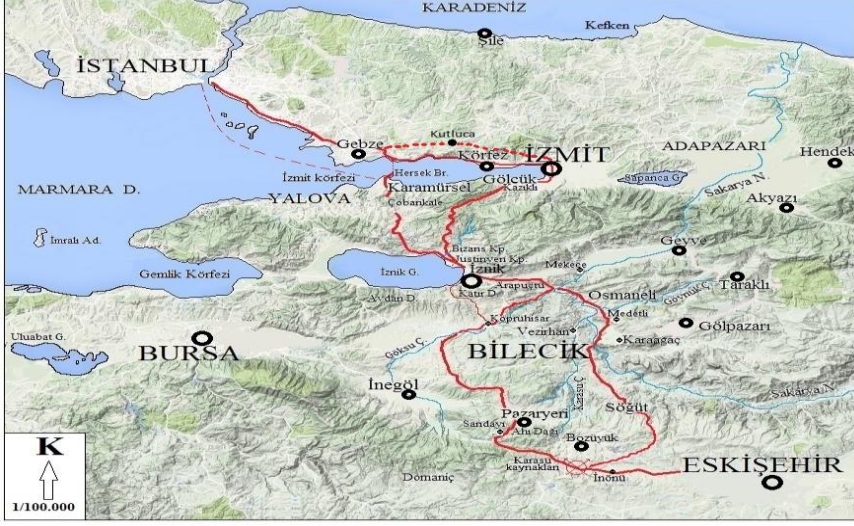 KARADENİZ
Kefken
Şile
İSTANBUL
Kutluca
Gebze
Körfez
İZMİT
ADAPAZARI
Hendek
Hersek Br.
Gölcük
İzmit körfezi
Karamürsel
Kazıklı
Sapanca G.
Sakarya N.
MARMARA D.
YALOVA
Çobankale
Akyazı
İmralı Ad.
Bizans Kp.
Justinyen Kp.
Geyve
Mekece
Gemlik Körfezi
İznik G.
İznik
Taraklı
Arapuçtu
Katır D.
Avdan D.
Osmaneli
Göynük Ç.
Köprühisar
Medetli
Gölpazarı
Uluabat G.
Vezirhan
Karaağaç
BURSA
Göksu Ç.
BİLECİK
İnegöl
Karasu Ç.
Sakarya N.
Söğüt
Pazaryeri
Sandayı
Ahı Dağı
Bozüyük
K
Karasu
kaynakları
ESKİŞEHİR
Domaniç
İnönü
1/100.000